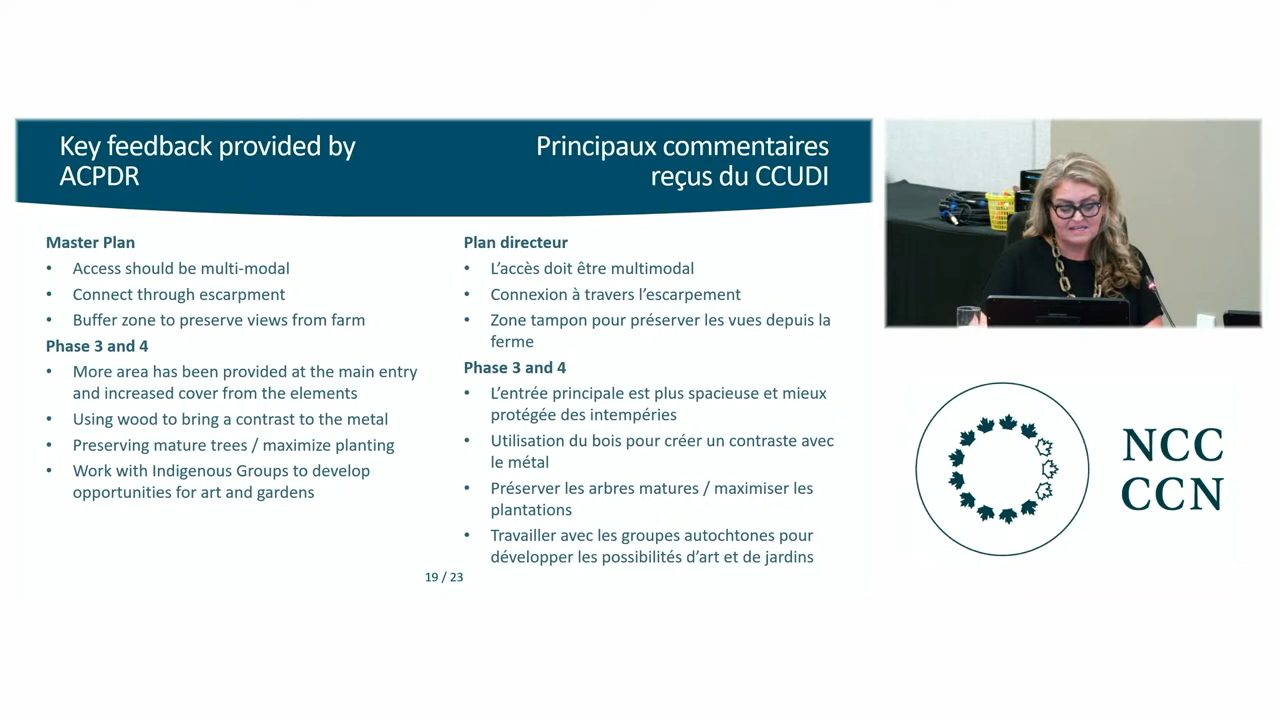 Key feedback provided by
ACPDR
Principaux commentaires
reçus du CCUDI
Master Plan
• Access should be multi-modal
• Connect through escarpment
• Buffer zone to preserve views from farm
Phase 3 and 4
• More area has been provided at the main entry
and increased cover from the elements
• Using wood to bring a contrast to the metal
• Preserving mature trees / maximize planting
• Work with Indigenous Groups to develop
opportunities for art and gardens
Plan directeur
• L’accès doit être multimodal
• Connexion à travers l’escarpement
• Zone tampon pour préserver les vues depuis la
ferme
Phase 3 and 4
• L’entrée principale est plus spacieuse et mieux
protégée des intempéries
• Utilisation du bois pour créer un contraste avec
le métal
• Préserver les arbres matures / maximiser les
plantations
• Travailler avec les groupes autochtones pour
développer les possibilités d’art et de jardins
19 / 23
NCC
CCN